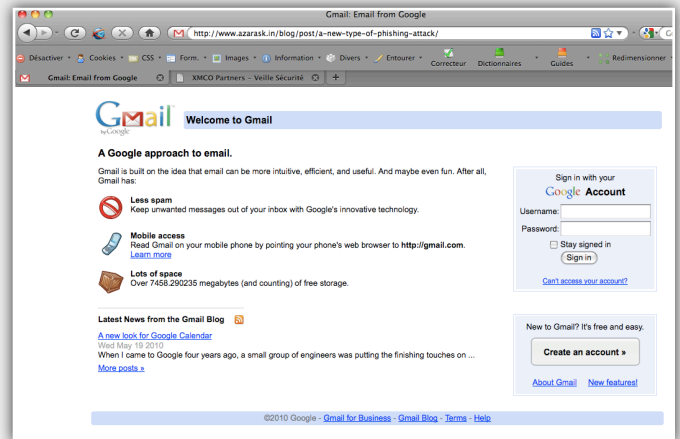 Gmail: Email from Google
http://www.azarask.in/blog/post/a-new-type-of-phishing-attack/
Désactiver Cookies CSS Form. Images Information Divers Entourer Correcteur Dictionnaires Guides Redimensionner
Gmail: Email from Google XMCO Partners – Veille Sécurité
Gmail
by Google
Welcome to Gmail
A Google approach to email.
Gmail is built on the idea that email can be more intuitive, efficient, and useful. And maybe even fun. After all,
Gmail has:
Less spam
Keep unwanted messages out of your inbox with Google's innovative technology.
Mobile access
Read Gmail on your mobile phone by pointing your phone's web browser to http://gmail.com.
Learn more
Lots of space
Over 7458.290235 megabytes (and counting) of free storage.
Latest News from the Gmail Blog
A new look for Google Calendar
Wed May 19 2010
When I came to Google four years ago, a small group of engineers was putting the finishing touches on ...
More posts »
Sign in with your
Google Account
Username:
Password:
Stay signed in
Sign in
Can't access your account?
New to Gmail? It's free and easy.
Create an account »
About Gmail New features!
©2010 Google - Gmail for Business - Gmail Blog - Terms - Help